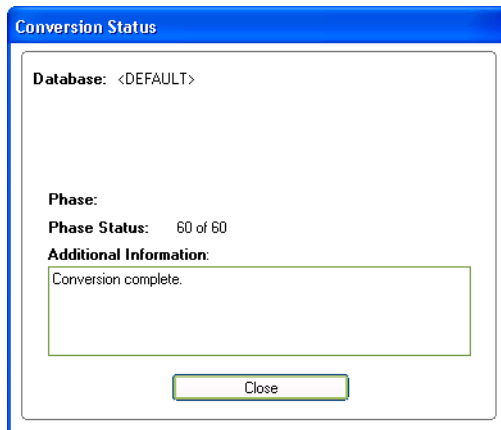 Conversion Status
Database: <DEFAULT>
Phase:
Phase Status: 60 of 60
Additional Information:
Conversion complete.
Close